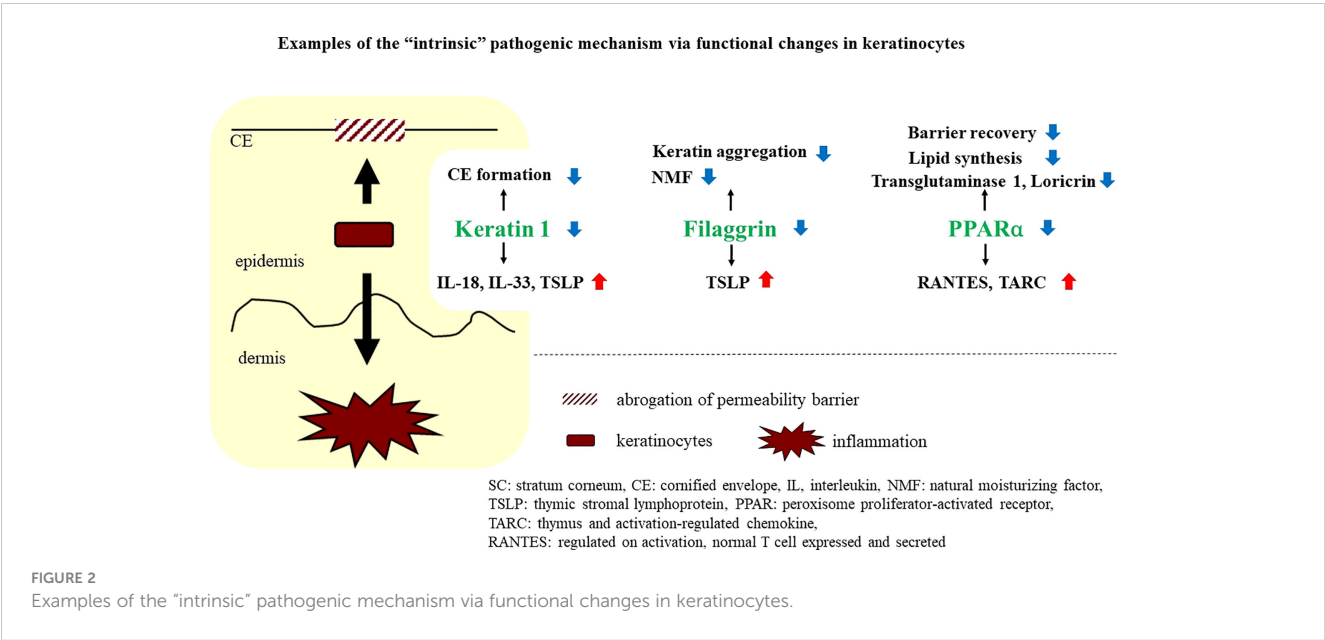 Examples of the “intrinsic” pathogenic mechanism via functional changes in keratinocytes
CE
epidermis
dermis
CE formation
Keratin 1
IL-18, IL-33, TSLP
Keratin aggregation
NMF
Filaggrin
TSLP
Barrier recovery
Lipid synthesis
Transglutaminase 1, Loricrin
PPARα
RANTES, TARC
abrogation of permeability barrier
keratinocytes
inflammation
SC: stratum corneum, CE: cornified envelope, IL, interleukin, NMF: natural moisturizing factor,
TSLP: thymic stromal lymphoprotein, PPAR: peroxisome proliferator-activated receptor,
TARC: thymus and activation-regulated chemokine,
RANTES: regulated on activation, normal T cell expressed and secreted
FIGURE 2
Examples of the “intrinsic” pathogenic mechanism via functional changes in keratinocytes.